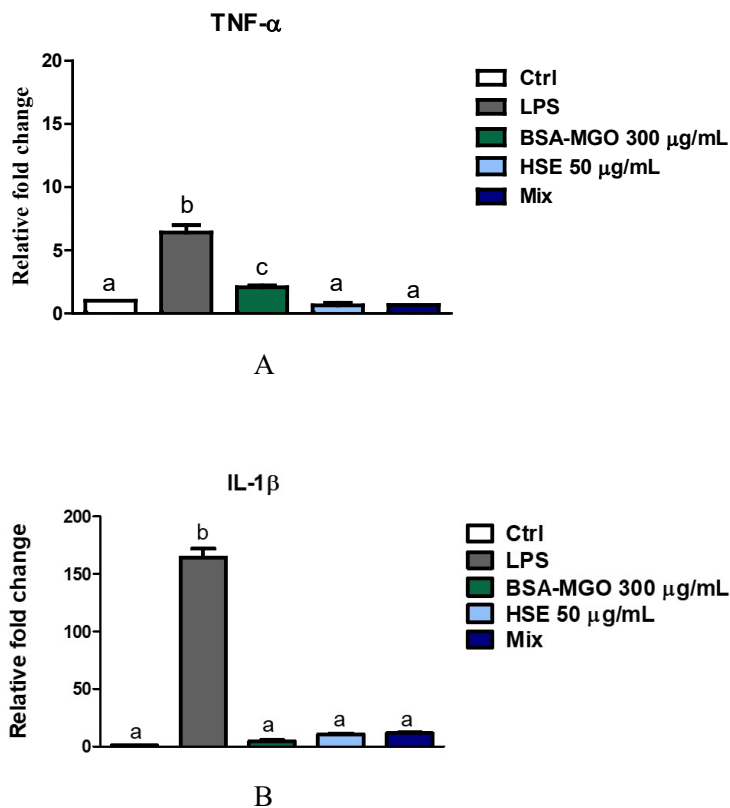 TNF-α
Relative fold change
20
15
10
5
0
a
b
c
a
a
Ctrl
LPS
BSA-MGO 300 μg/mL
HSE 50 μg/mL
Mix
A
IL-1β
Relative fold change
200
150
100
50
0
a
b
a
a
a
Ctrl
LPS
BSA-MGO 300 μg/mL
HSE 50 μg/mL
Mix
B